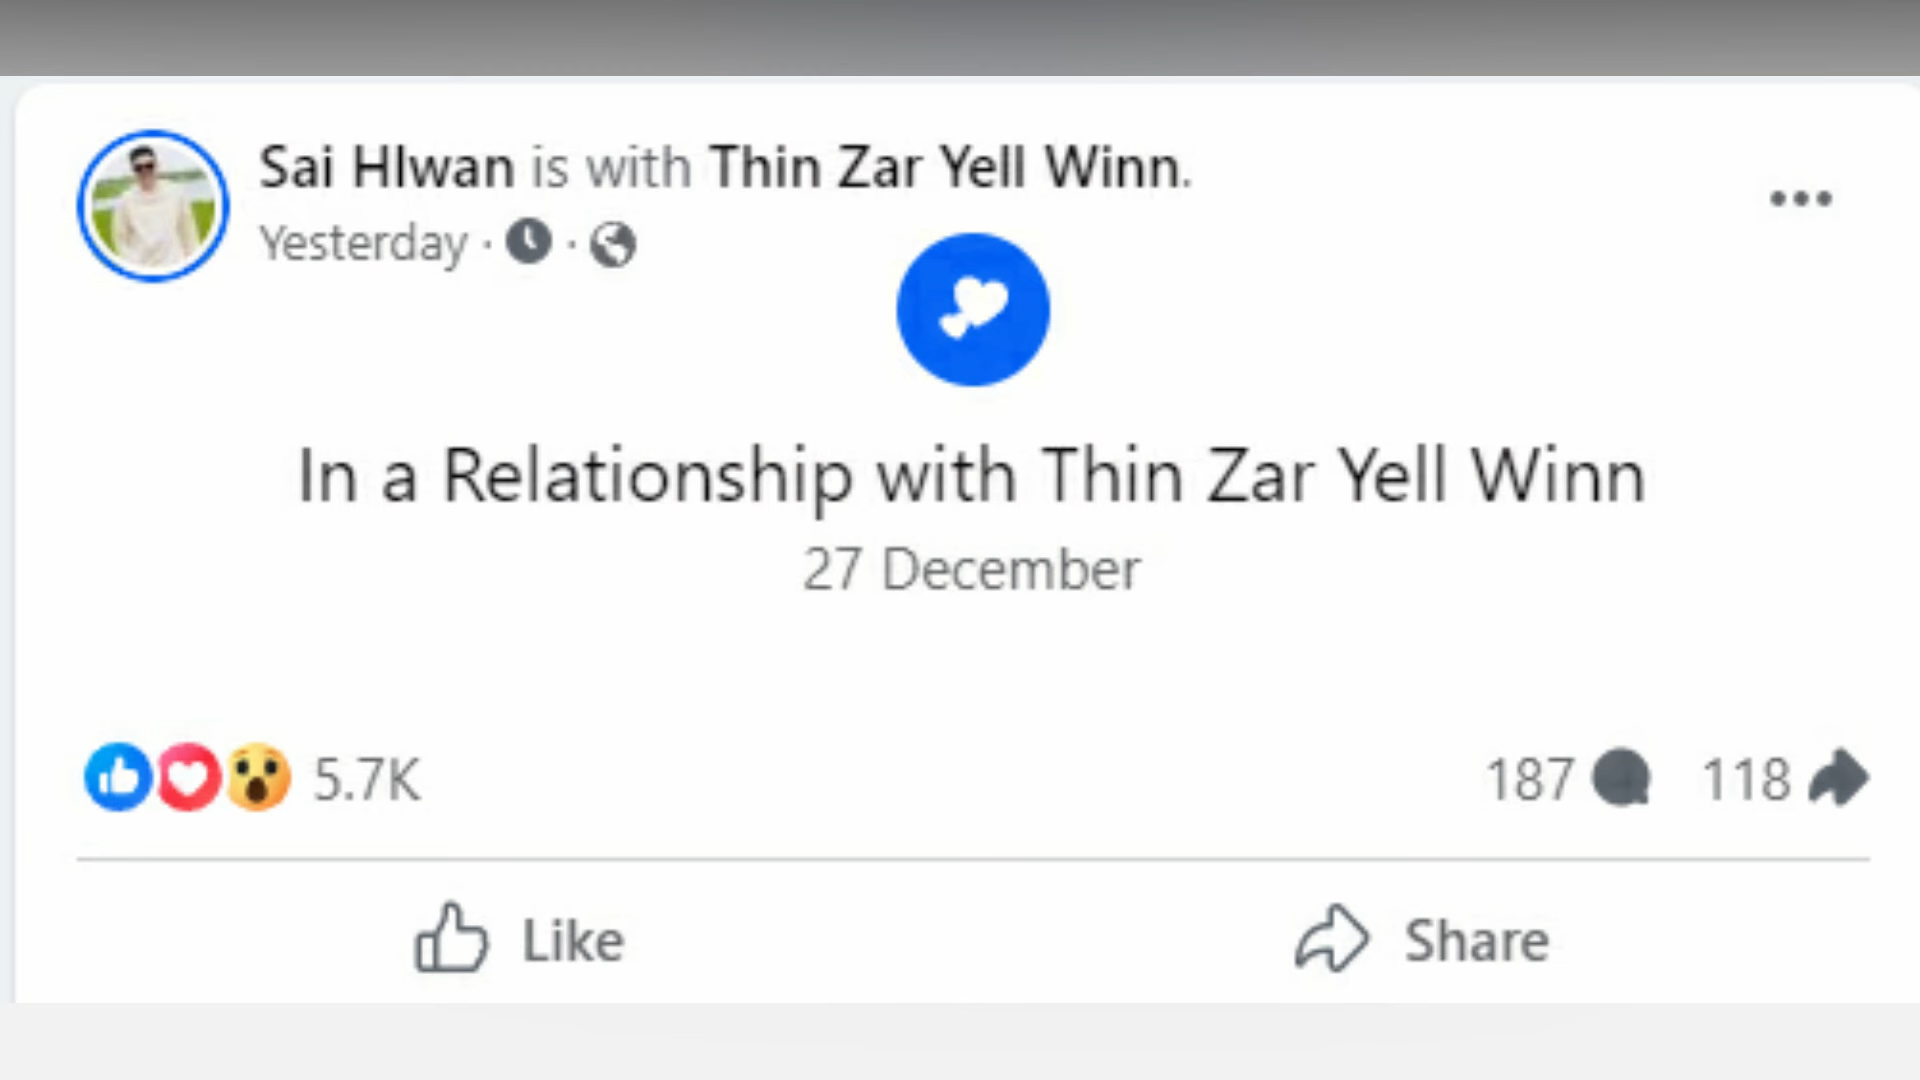 Sai Hlwan is with Thin Zar Yell Winn.
Yesterday · ·
In a Relationship with Thin Zar Yell Winn
27 December
5.7K 187 118
Like Share